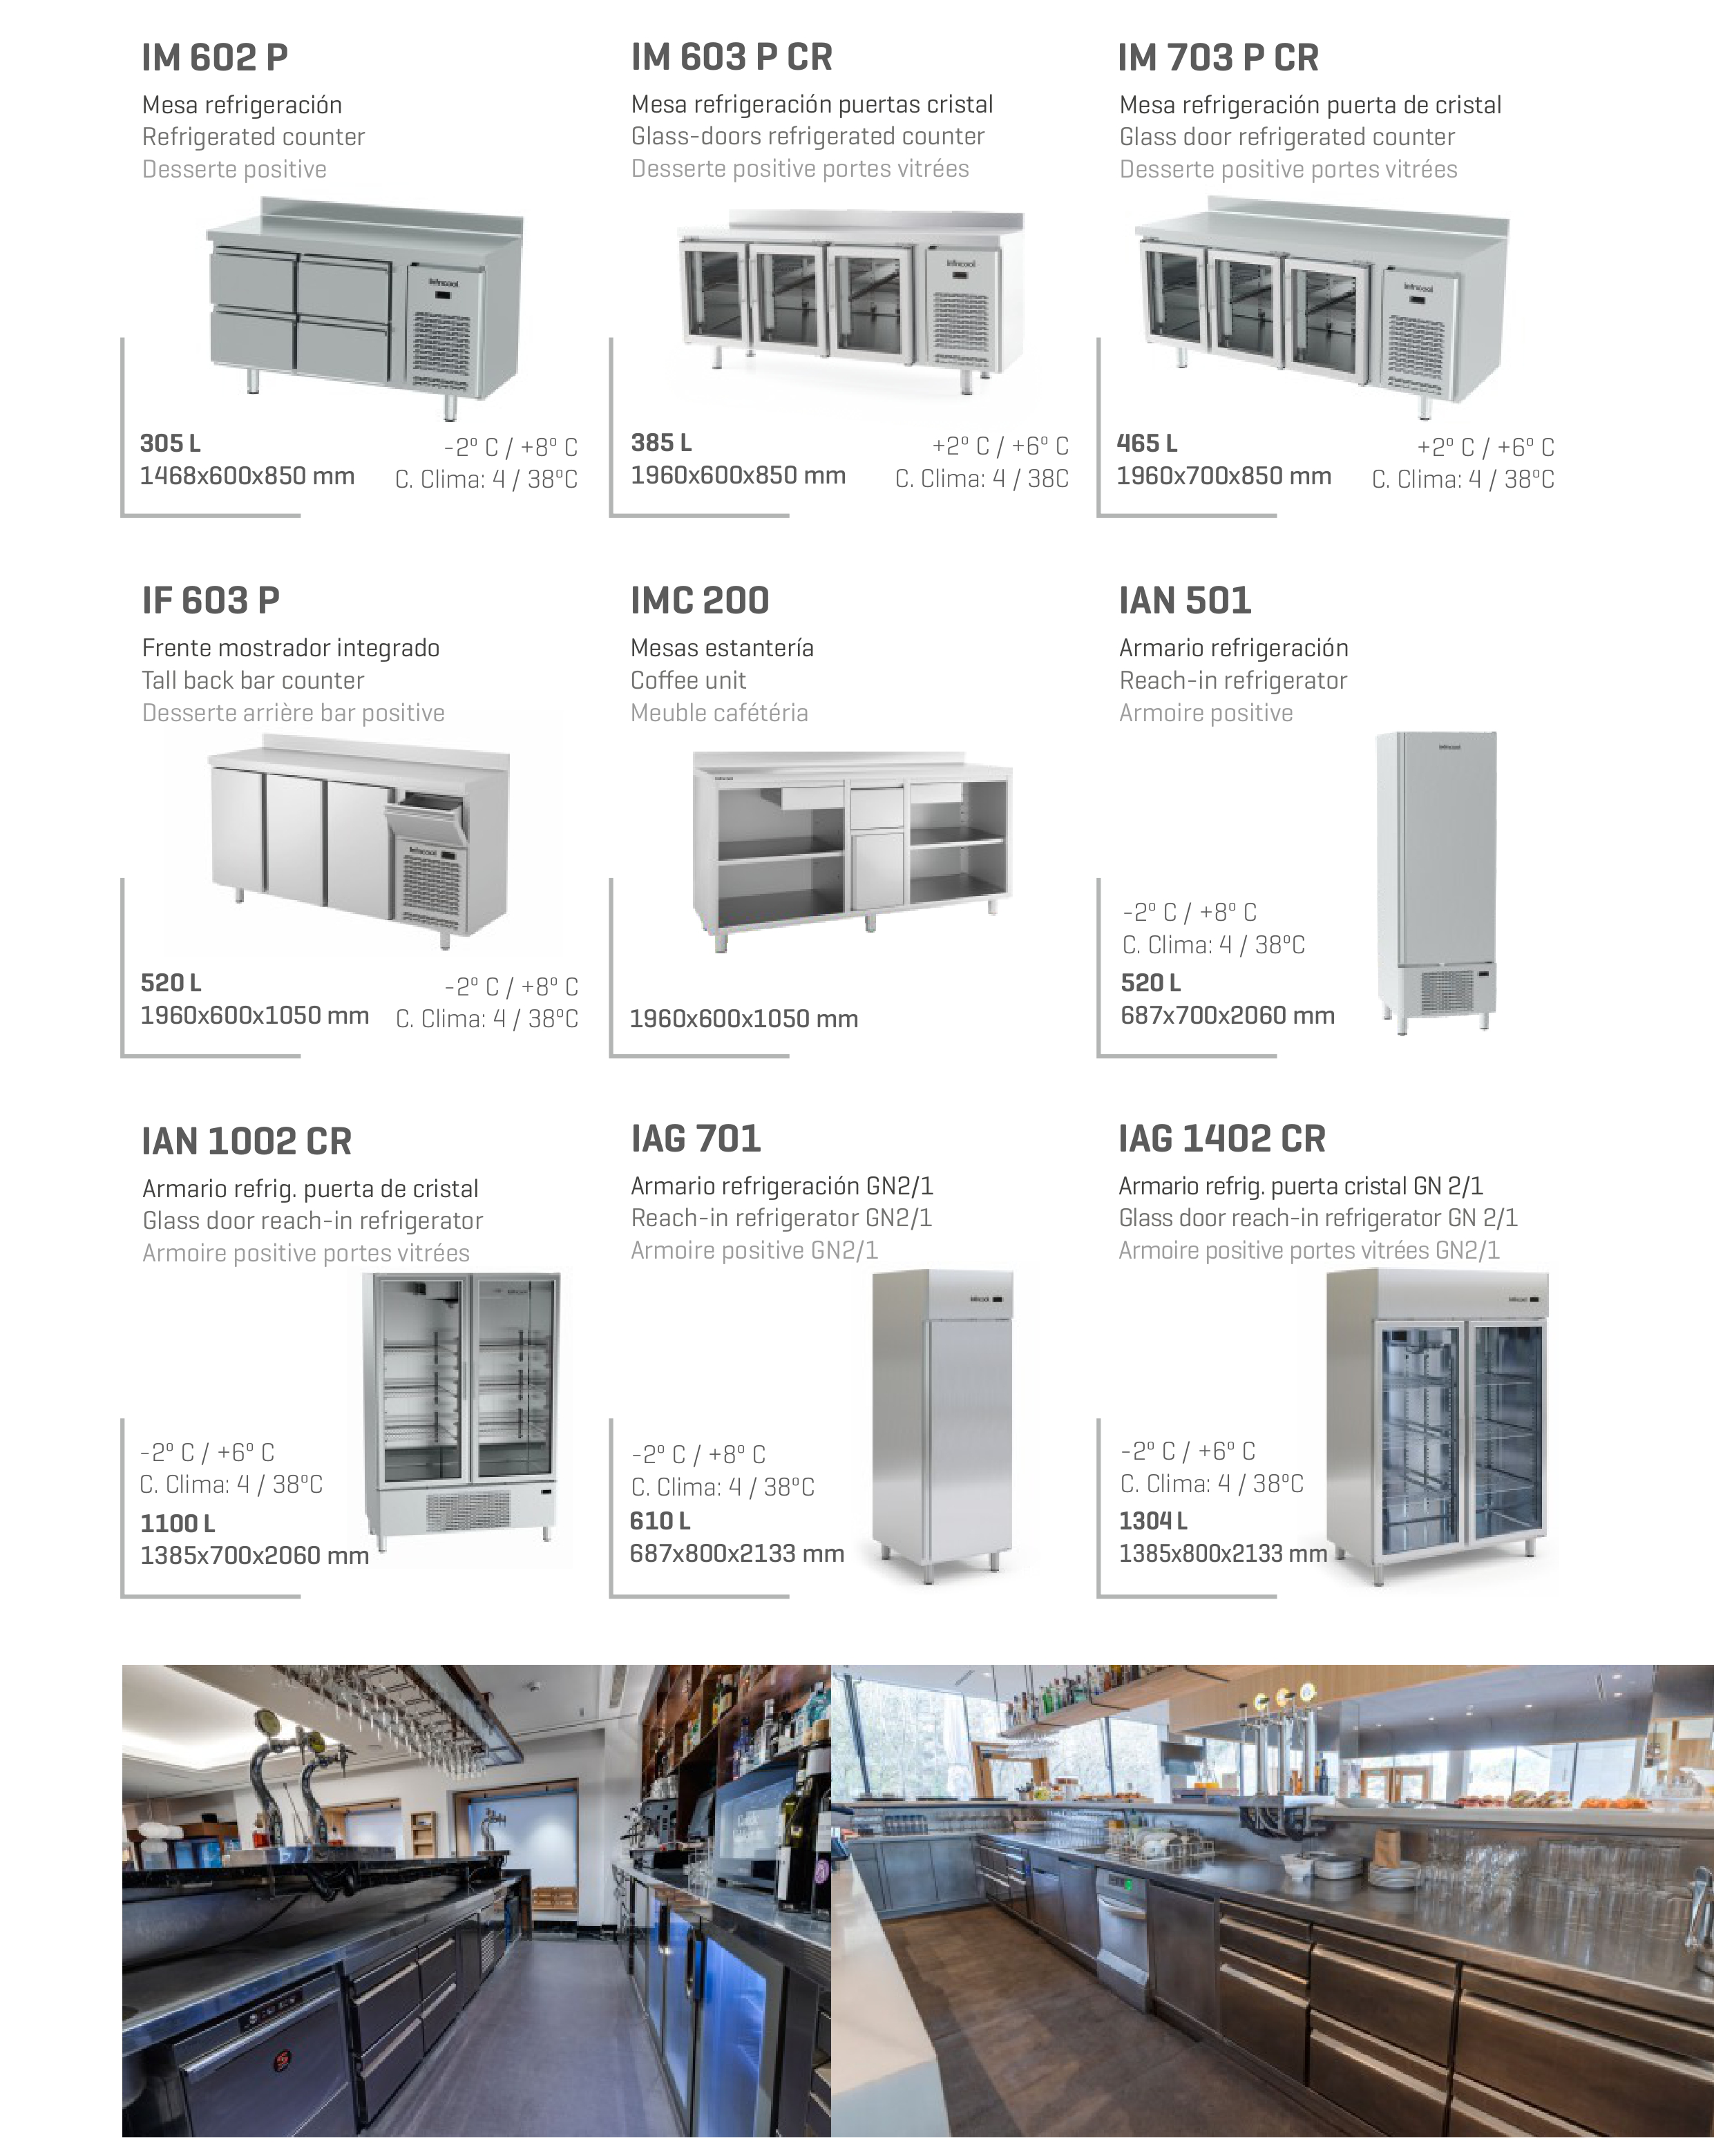 IM 602 P
Mesa refrigeración
Refrigerated counter
Desserte positive
infricool
305 L
1468x600x850 mm
-2º C / +8º C
C. Clima: 4 / 38ºC
IM 603 P CR
Mesa refrigeración puertas cristal
Glass-doors refrigerated counter
Desserte positive portes vitrées
infricool
385 L
1960x600x850 mm
+2º C / +6º C
C. Clima: 4 / 38C
IM 703 P CR
Mesa refrigeración puerta de cristal
Glass door refrigerated counter
Desserte positive portes vitrées
infricool
465 L
1960x700x850 mm
+2º C / +6º C
C. Clima: 4 / 38ºC
IF 603 P
Frente mostrador integrado
Tall back bar counter
Desserte arrière bar positive
infricool
520 L
1960x600x1050 mm
-2º C / +8º C
C. Clima: 4 / 38ºC
IMC 200
Mesas estantería
Coffee unit
Meuble cafétéria
1960x600x1050 mm
IAN 501
Armario refrigeración
Reach-in refrigerator
Armoire positive
infricool
-2º C / +8º C
C. Clima: 4 / 38ºC
520 L
687x700x2060 mm
IAN 1002 CR
Armario refrig. puerta de cristal
Glass door reach-in refrigerator
Armoire positive portes vitrées
-2º C / +6º C
C. Clima: 4 / 38ºC
1100 L
1385x700x2060 mm
IAG 701
Armario refrigeración GN2/1
Reach-in refrigerator GN2/1
Armoire positive GN2/1
infricool
-2º C / +8º C
C. Clima: 4 / 38ºC
610 L
687x800x2133 mm
IAG 1402 CR
Armario refrig. puerta cristal GN 2/1
Glass door reach-in refrigerator GN 2/1
Armoire positive portes vitrées GN2/1
infricool
-2º C / +6º C
C. Clima: 4 / 38ºC
1304 L
1385x800x2133 mm